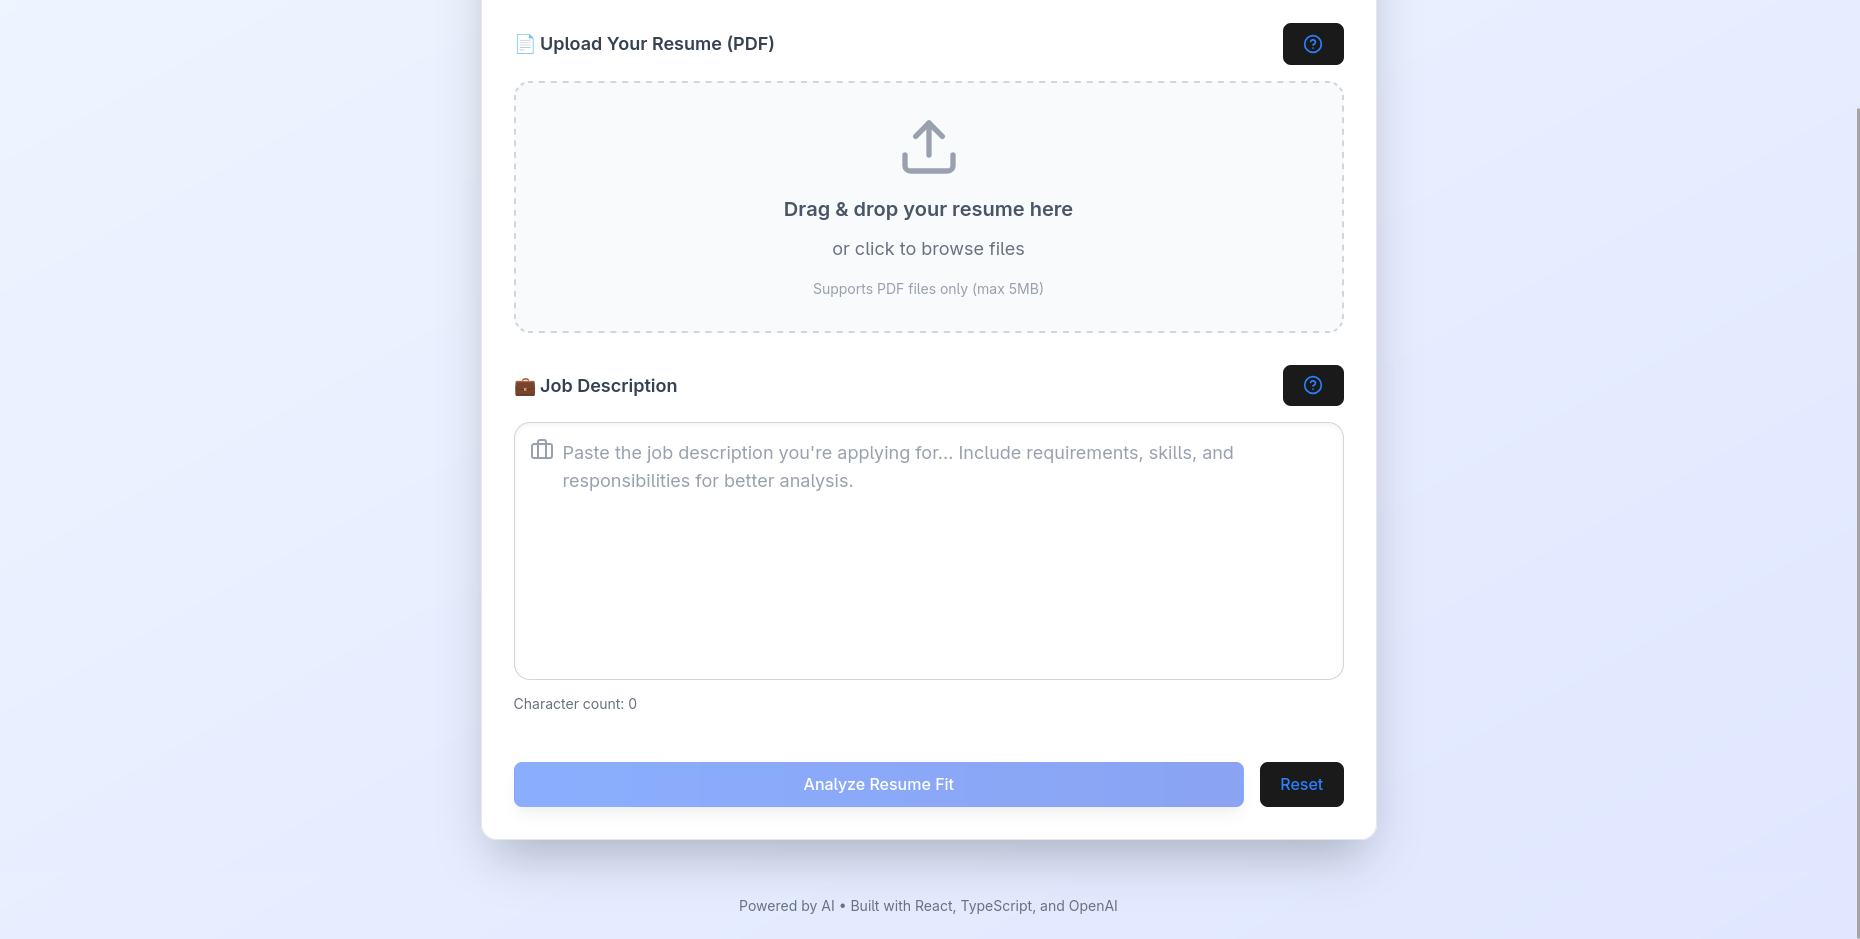 Upload Your Resume (PDF)
Drag & drop your resume here
or click to browse files
Supports PDF files only (max 5MB)
Job Description
Paste the job description you're applying for... Include requirements, skills, and
responsibilities for better analysis.
Character count: 0
Analyze Resume Fit
Reset
Powered by AI • Built with React, TypeScript, and OpenAI